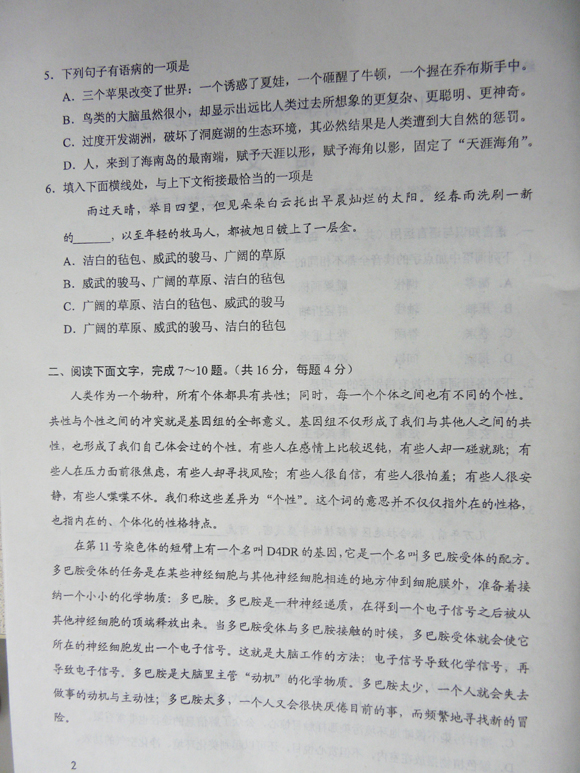 5．下列句子有语病的一项是
A．三个苹果改变了世界：一个诱惑了夏娃，一个砸醒了牛顿，一个握在乔布斯手中。
B．鸟类的大脑虽然很小，却显示出远比人类过去所想象的更复杂、更聪明、更神奇。
C．过度开发湖洲，破坏了洞庭湖的生态环境，其必然结果是人类遭到大自然的惩罚。
D．人，来到了海南岛的最南端，赋予天涯以形，赋予海角以影，固定了“天涯海角”。
6．填入下面横线处，与上下文衔接最恰当的一项是
雨过天晴，举目四望，但见朵朵白云托出早晨灿烂的太阳。经春雨洗刷一新
的______，以至年轻的牧马人，都被旭日镀上了一层金。
A．洁白的毡包、威武的骏马、广阔的草原
B．威武的骏马、广阔的草原、洁白的毡包
C．广阔的草原、洁白的毡包、威武的骏马
D．广阔的草原、威武的骏马、洁白的毡包
二、阅读下面文字，完成7～10题。（共16分，每题4分）
人类作为一个物种，所有个体都具有共性；同时，每一个个体之间也有不同的个性。
共性与个性之间的冲突就是基因组的全部意义。基因组不仅形成了我们与其他人之间的共
性，也形成了我们自己体会过的个性。有些人在感情上比较迟钝，有些人却一碰就跳；有
些人在压力面前很焦虑，有些人却寻找风险；有些人很自信，有些人很怕羞；有些人很安
静，有些人喋喋不休。我们称这些差异为“个性”。这个词的意思并不仅仅指外在的性格，
也指内在的、个体化的性格特点。
在第11号染色体的短臂上有一个名叫D4DR的基因，它是一个名叫多巴胺受体的配方。
多巴胺受体的任务是在某些神经细胞与其他神经细胞相连的地方伸到细胞膜外，准备着接
纳一个小小的化学物质：多巴胺。多巴胺是一种神经递质，在得到一个电子信号之后被从
其他神经细胞的顶端释放出来。当多巴胺受体与多巴胺接触的时候，多巴胺受体就会使它
所在的神经细胞发出一个电子信号。这就是大脑工作的方法：电子信号导致化学信号，再
导致电子信号。多巴胺是大脑里主管“动机”的化学物质。多巴胺太少，一个人就会失去
做事的动机与主动性；多巴胺太多，一个人又会很快厌倦目前的事，而频繁地寻找新的冒
险。
2